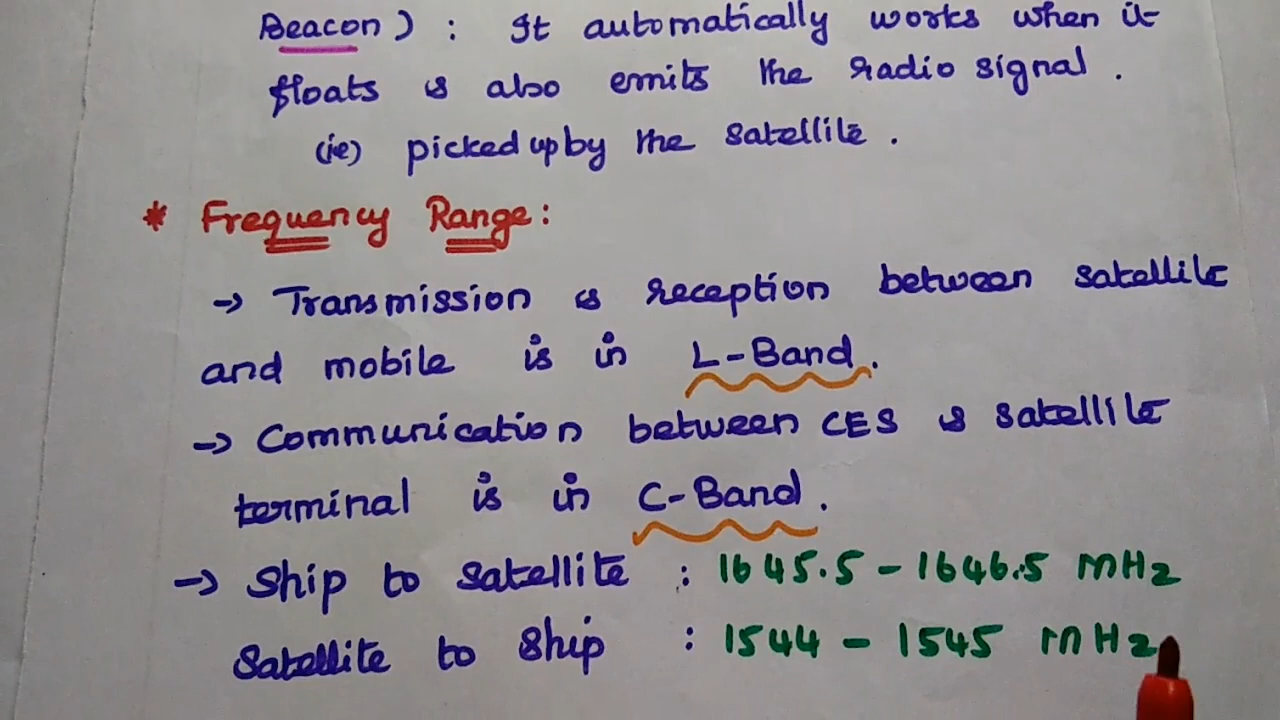 Beacon) : It automatically works when it
floats & also emits the radio signal.
(ie) picked up by the satellite.
* Frequency Range:
→ Transmission & reception between satellite
and mobile is in L-Band.
→ Communication between CES & satellite
terminal is in C-Band.
→ Ship to satellite : 1645.5 - 1646.5 MHz
Satellite to ship : 1544 - 1545 MHz